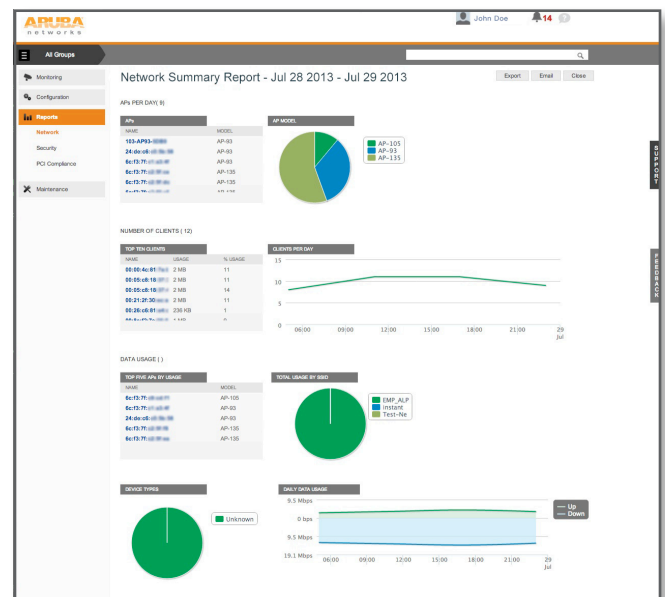 ARUBA
networks
John Doe
14
All Groups
Monitoring
Configuration
Reports
Network
Security
PCI Compliance
Maintenance
Network Summary Report - Jul 28 2013 - Jul 29 2013
Export Email Close
APs PER DAY( 9)
APs
NAME MODEL
103-AP93- AP-93
24:de:c6: AP-93
6c:f3:7f: AP-93
6c:f3:7f: AP-135
6c:f3:7f: AP-135
AP MODEL
AP-105
AP-93
AP-135
NUMBER OF CLIENTS ( 12)
TOP TEN CLIENTS
NAME USAGE % USAGE
00:00:4c:81: 2 MB 11
00:05:c8:18: 2 MB 11
00:05:c8:18: 2 MB 14
00:21:2f:30: 2 MB 11
00:26:c6:81: 236 KB 1
CLIENTS PER DAY
15
10
5
0
06:00 09:00 12:00 15:00 18:00 21:00 29 Jul
DATA USAGE ( )
TOP FIVE APs BY USAGE
NAME MODEL
6c:f3:7f: AP-105
6c:f3:7f: AP-93
24:de:c6: AP-93
6c:f3:7f: AP-135
6c:f3:7f: AP-135
TOTAL USAGE BY SSID
EMP_ALP
instant
Test-Ne
DEVICE TYPES
Unknown
DAILY DATA USAGE
9.5 Mbps
0 bps
9.5 Mbps
19.1 Mbps
06:00 09:00 12:00 15:00 18:00 21:00 29 Jul
Up
Down
SUPPORT
FEEDBACK